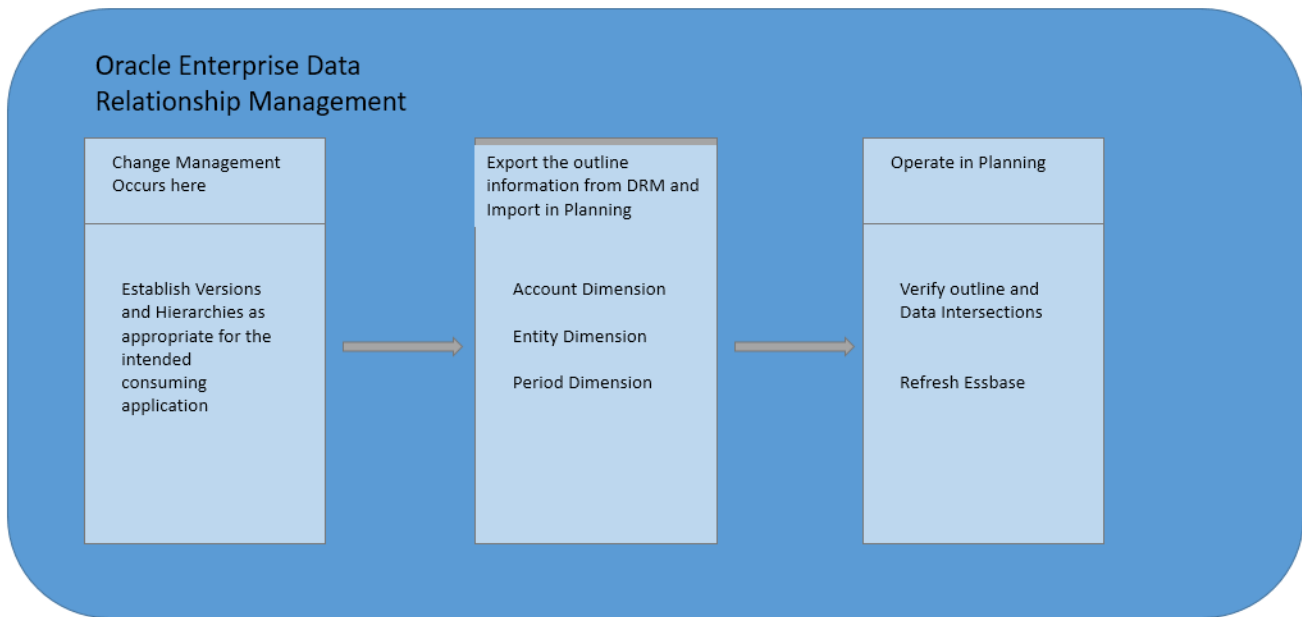 Oracle Enterprise Data
Relationship Management
Change Management
Occurs here
Establish Versions
and Hierarchies as
appropriate for the
intended
consuming
application
Export the outline
information from DRM and
Import in Planning
Account Dimension
Entity Dimension
Period Dimension
Operate in Planning
Verify outline and
Data Intersections
Refresh Essbase